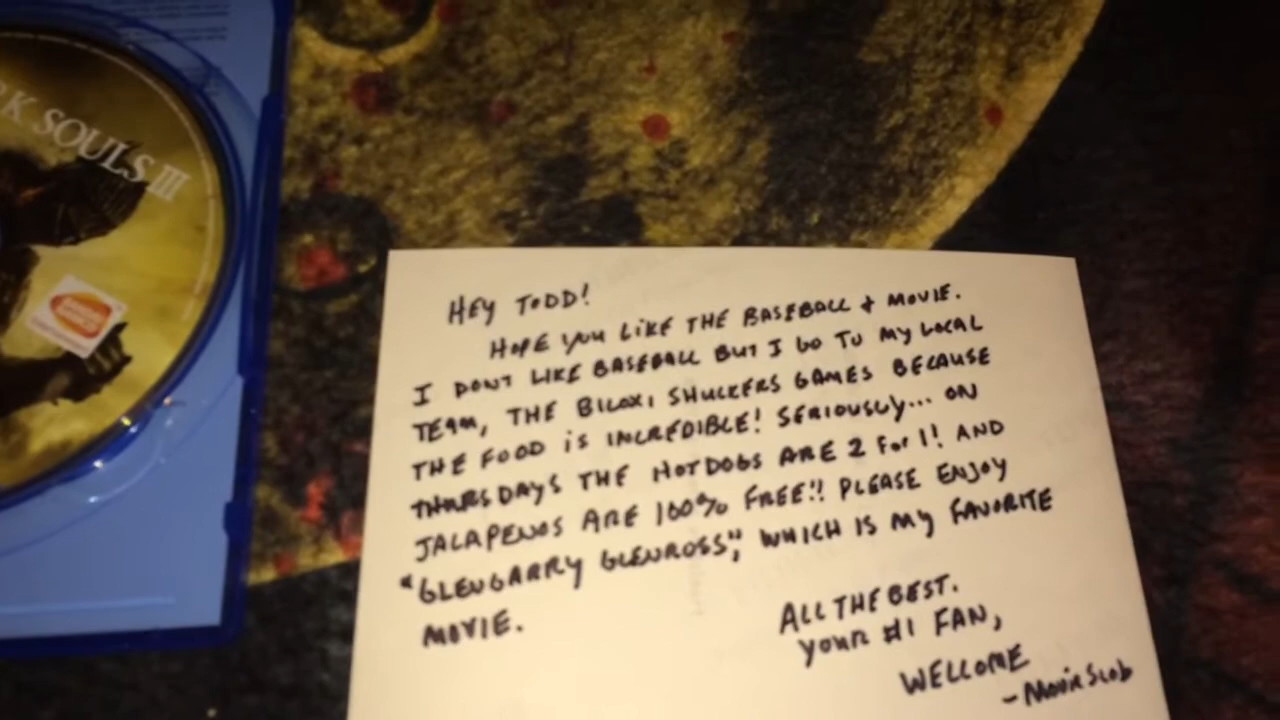 RK SOULS III
HEY TODD!
HOPE YOU LIKE THE BASEBALL & MOVIE.
I DONT LIKE BASEBALL BUT I GO TO MY LOCAL
TEAM, THE BILOXI SHUCKERS GAMES BECAUSE
THE FOOD IS INCREDIBLE! SERIOUSLY... ON
THURSDAYS THE HOTDOGS ARE 2 FOR 1! AND
JALAPENOS ARE 100% FREE!! PLEASE ENJOY
"GLENGARRY GLENROSS", WHICH IS MY FAVORITE
MOVIE.
ALL THE BEST.
YOUR #1 FAN,
WELLOME
- MovieScob